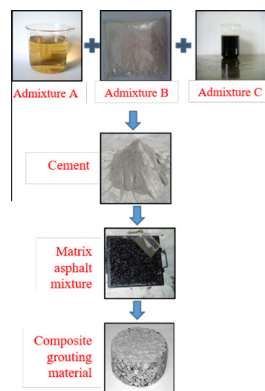 Admixture A
Admixture B
Admixture C
Cement
Matrix
asphalt
mixture
Composite
grouting
material